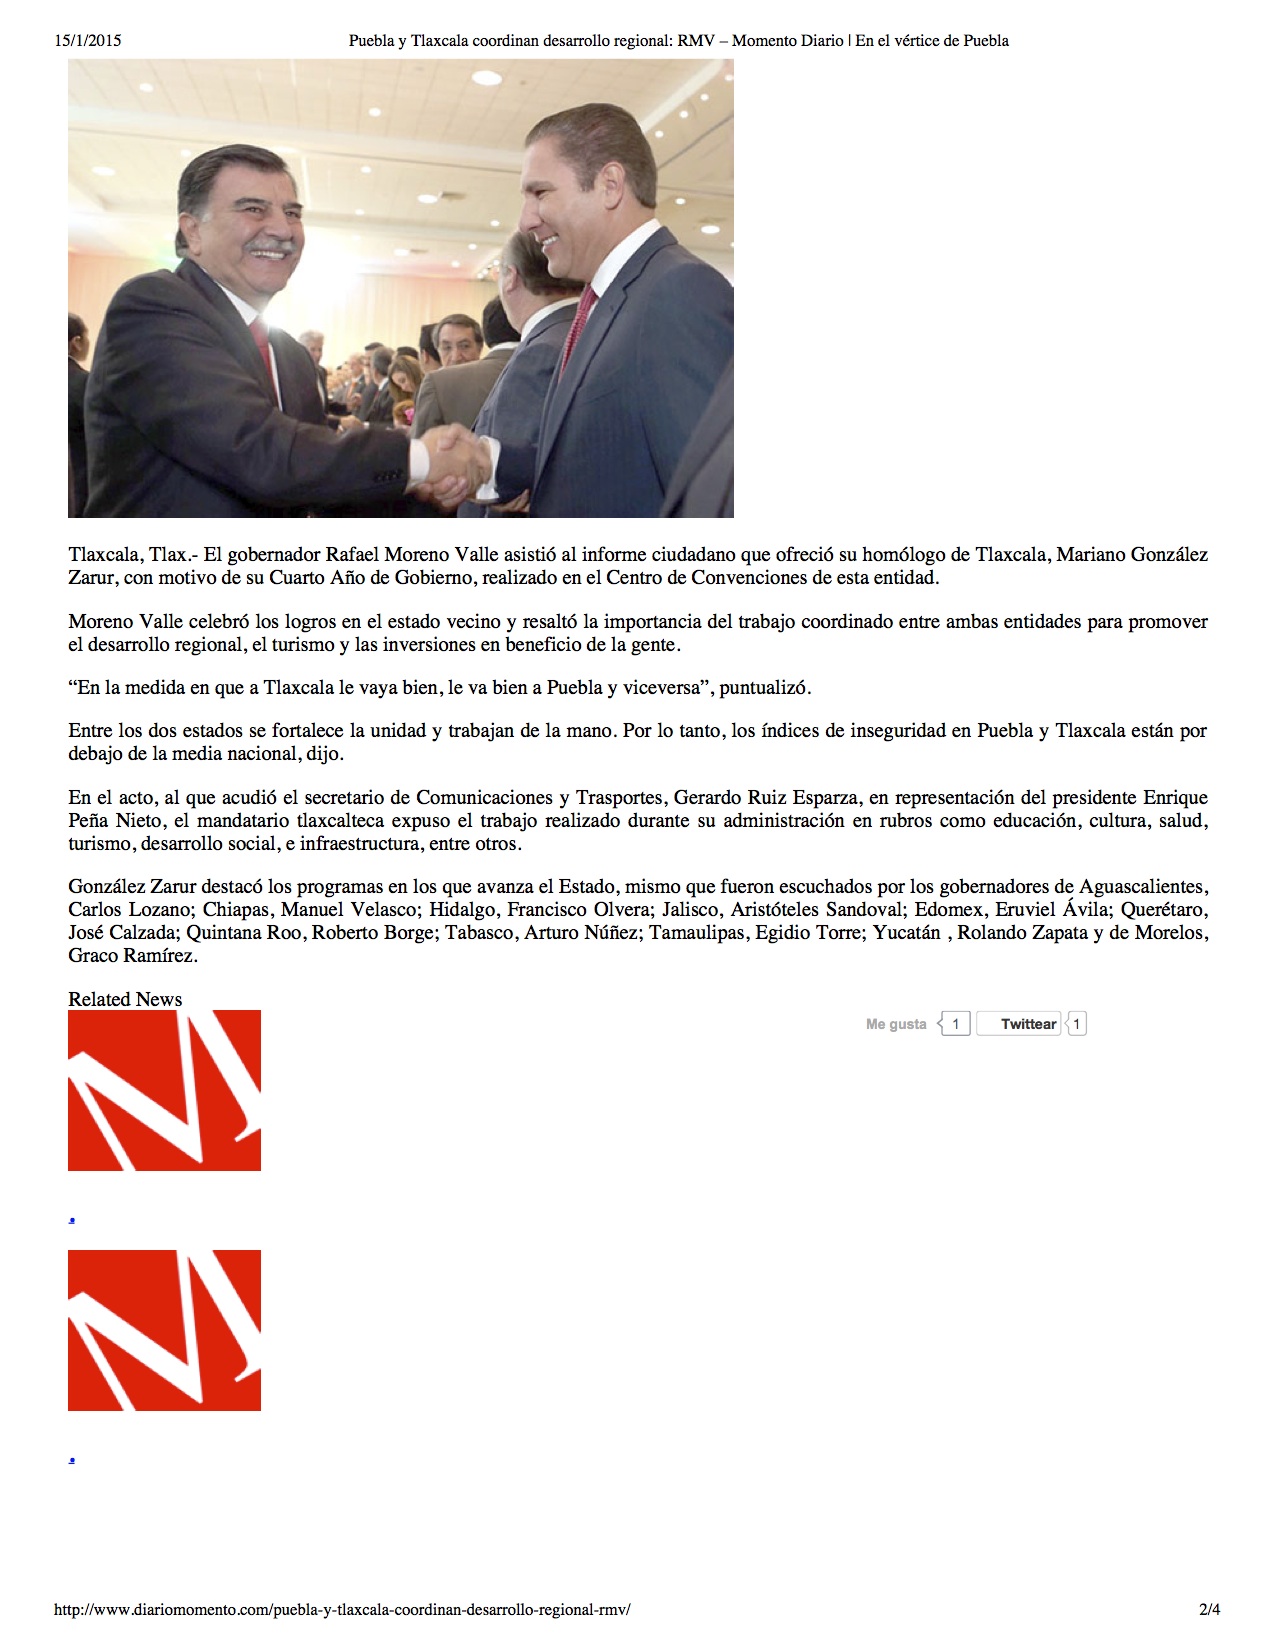 15/1/2015 Puebla y Tlaxcala coordinan desarrollo regional: RMV – Momento Diario | En el vértice de Puebla
Tlaxcala, Tlax.- El gobernador Rafael Moreno Valle asistió al informe ciudadano que ofreció su homólogo de Tlaxcala, Mariano González
Zarur, con motivo de su Cuarto Año de Gobierno, realizado en el Centro de Convenciones de esta entidad.
Moreno Valle celebró los logros en el estado vecino y resaltó la importancia del trabajo coordinado entre ambas entidades para promover
el desarrollo regional, el turismo y las inversiones en beneficio de la gente.
“En la medida en que a Tlaxcala le vaya bien, le va bien a Puebla y viceversa”, puntualizó.
Entre los dos estados se fortalece la unidad y trabajan de la mano. Por lo tanto, los índices de inseguridad en Puebla y Tlaxcala están por
debajo de la media nacional, dijo.
En el acto, al que acudió el secretario de Comunicaciones y Trasportes, Gerardo Ruiz Esparza, en representación del presidente Enrique
Peña Nieto, el mandatario tlaxcalteca expuso el trabajo realizado durante su administración en rubros como educación, cultura, salud,
turismo, desarrollo social, e infraestructura, entre otros.
González Zarur destacó los programas en los que avanza el Estado, mismo que fueron escuchados por los gobernadores de Aguascalientes,
Carlos Lozano; Chiapas, Manuel Velasco; Hidalgo, Francisco Olvera; Jalisco, Aristóteles Sandoval; Edomex, Eruviel Ávila; Querétaro,
José Calzada; Quintana Roo, Roberto Borge; Tabasco, Arturo Núñez; Tamaulipas, Egidio Torre; Yucatán , Rolando Zapata y de Morelos,
Graco Ramírez.
Related News
Me gusta 1 Twittear 1
M
.
M
.
http://www.diariomomento.com/puebla-y-tlaxcala-coordinan-desarrollo-regional-rmv/ 2/4